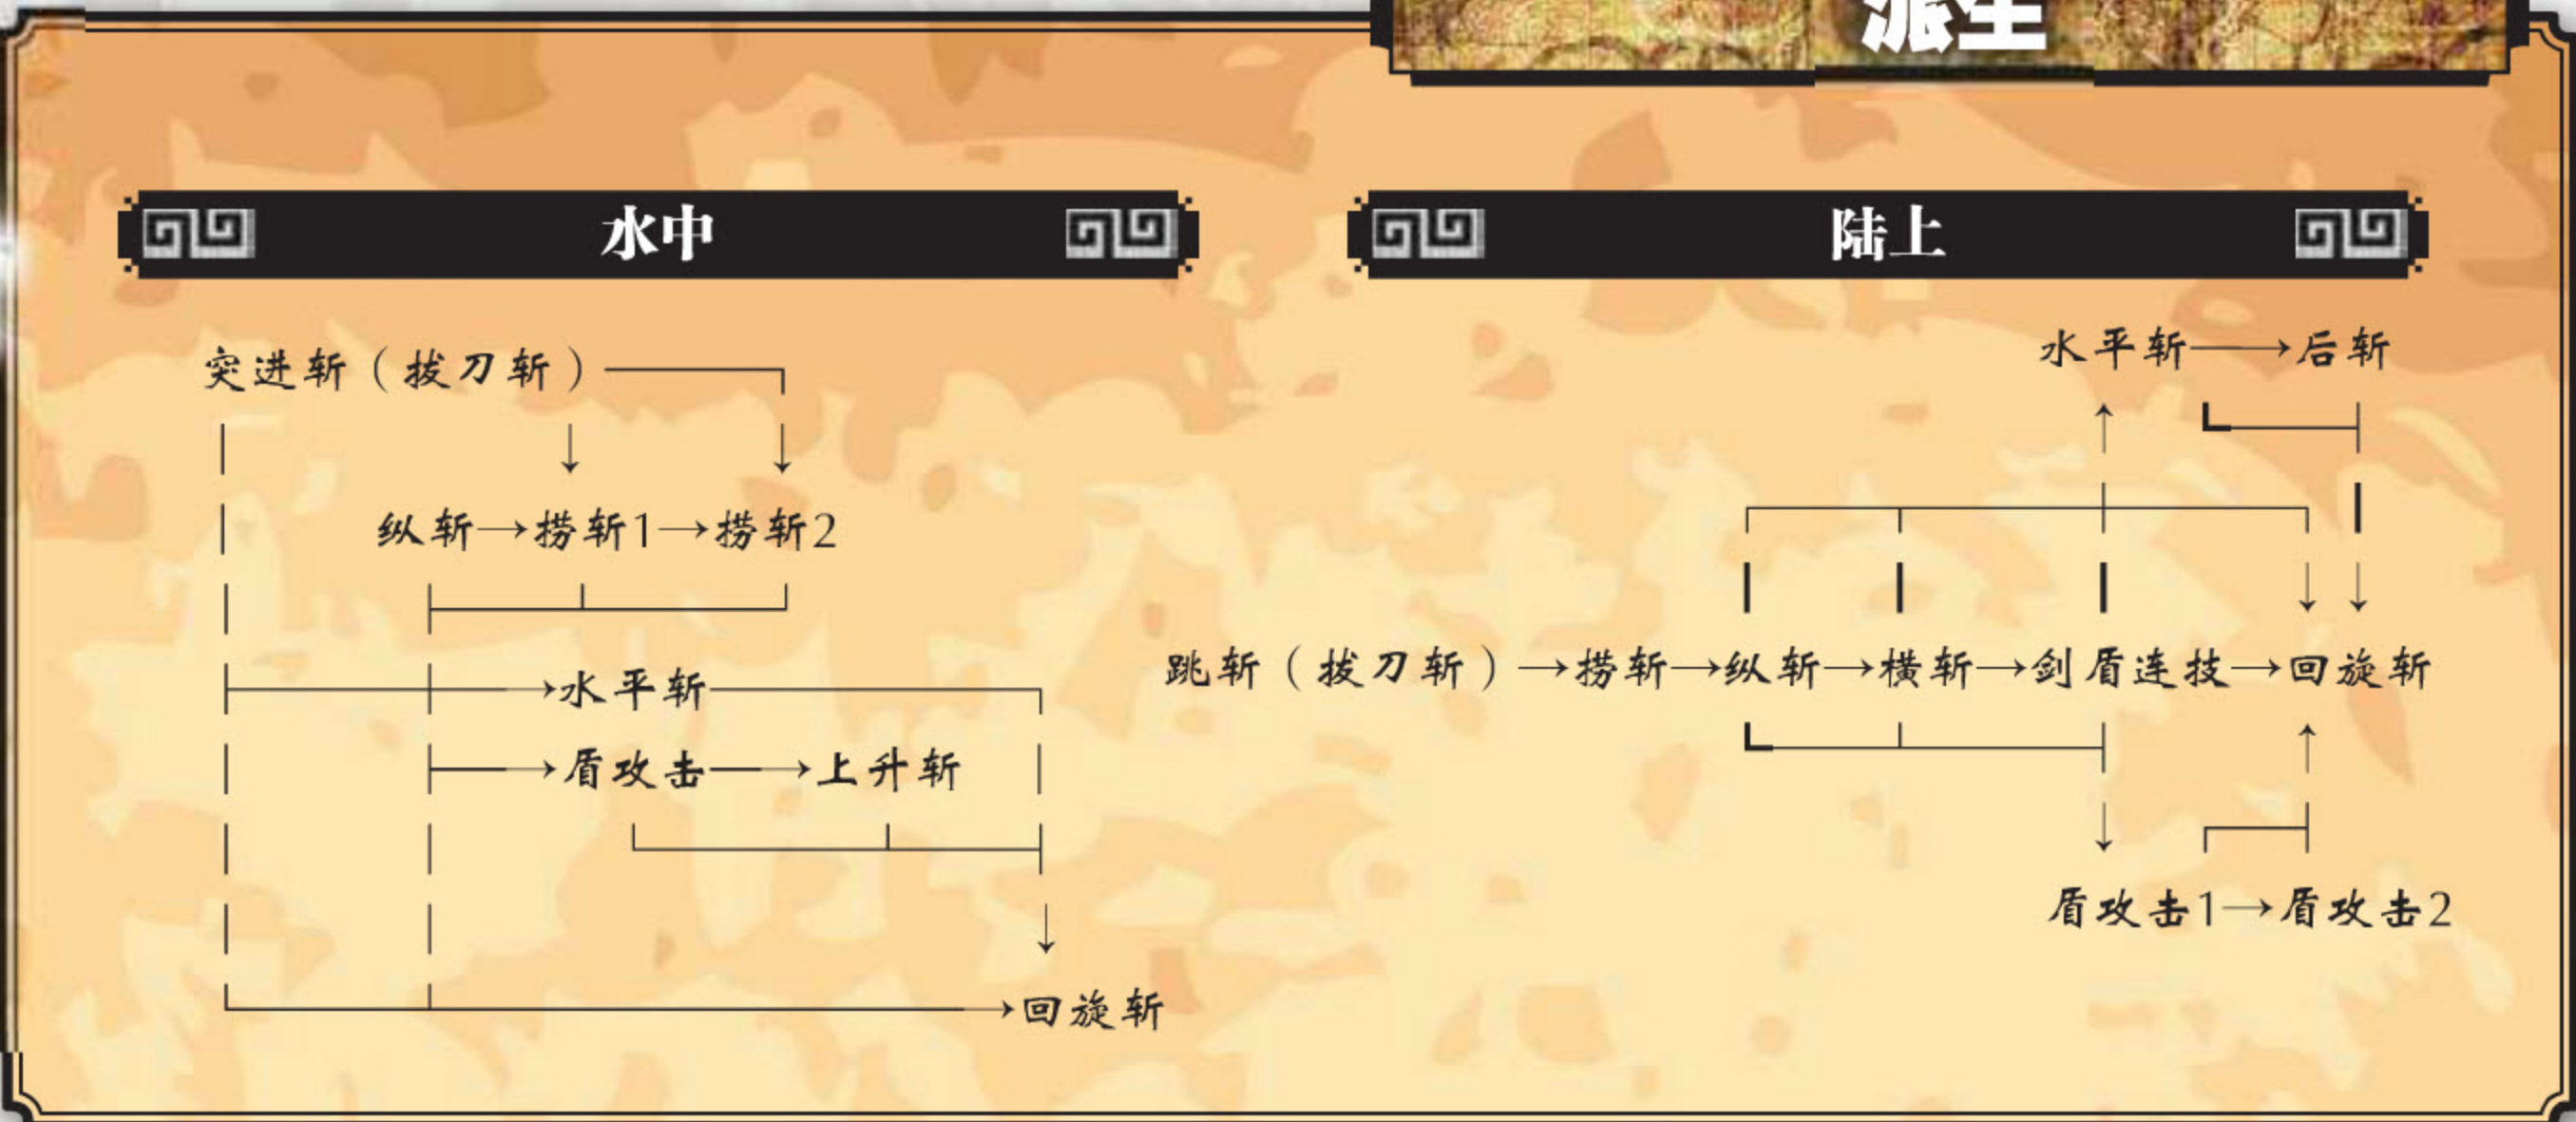 派生
水中
突进斩（拔刀斩）
纵斩→捞斩1→捞斩2
→水平斩
→盾攻击→上升斩
→回旋斩
陆上
水平斩→后斩
跳斩（拔刀斩）→捞斩→纵斩→横斩→剑盾连技→回旋斩
盾攻击1→盾攻击2